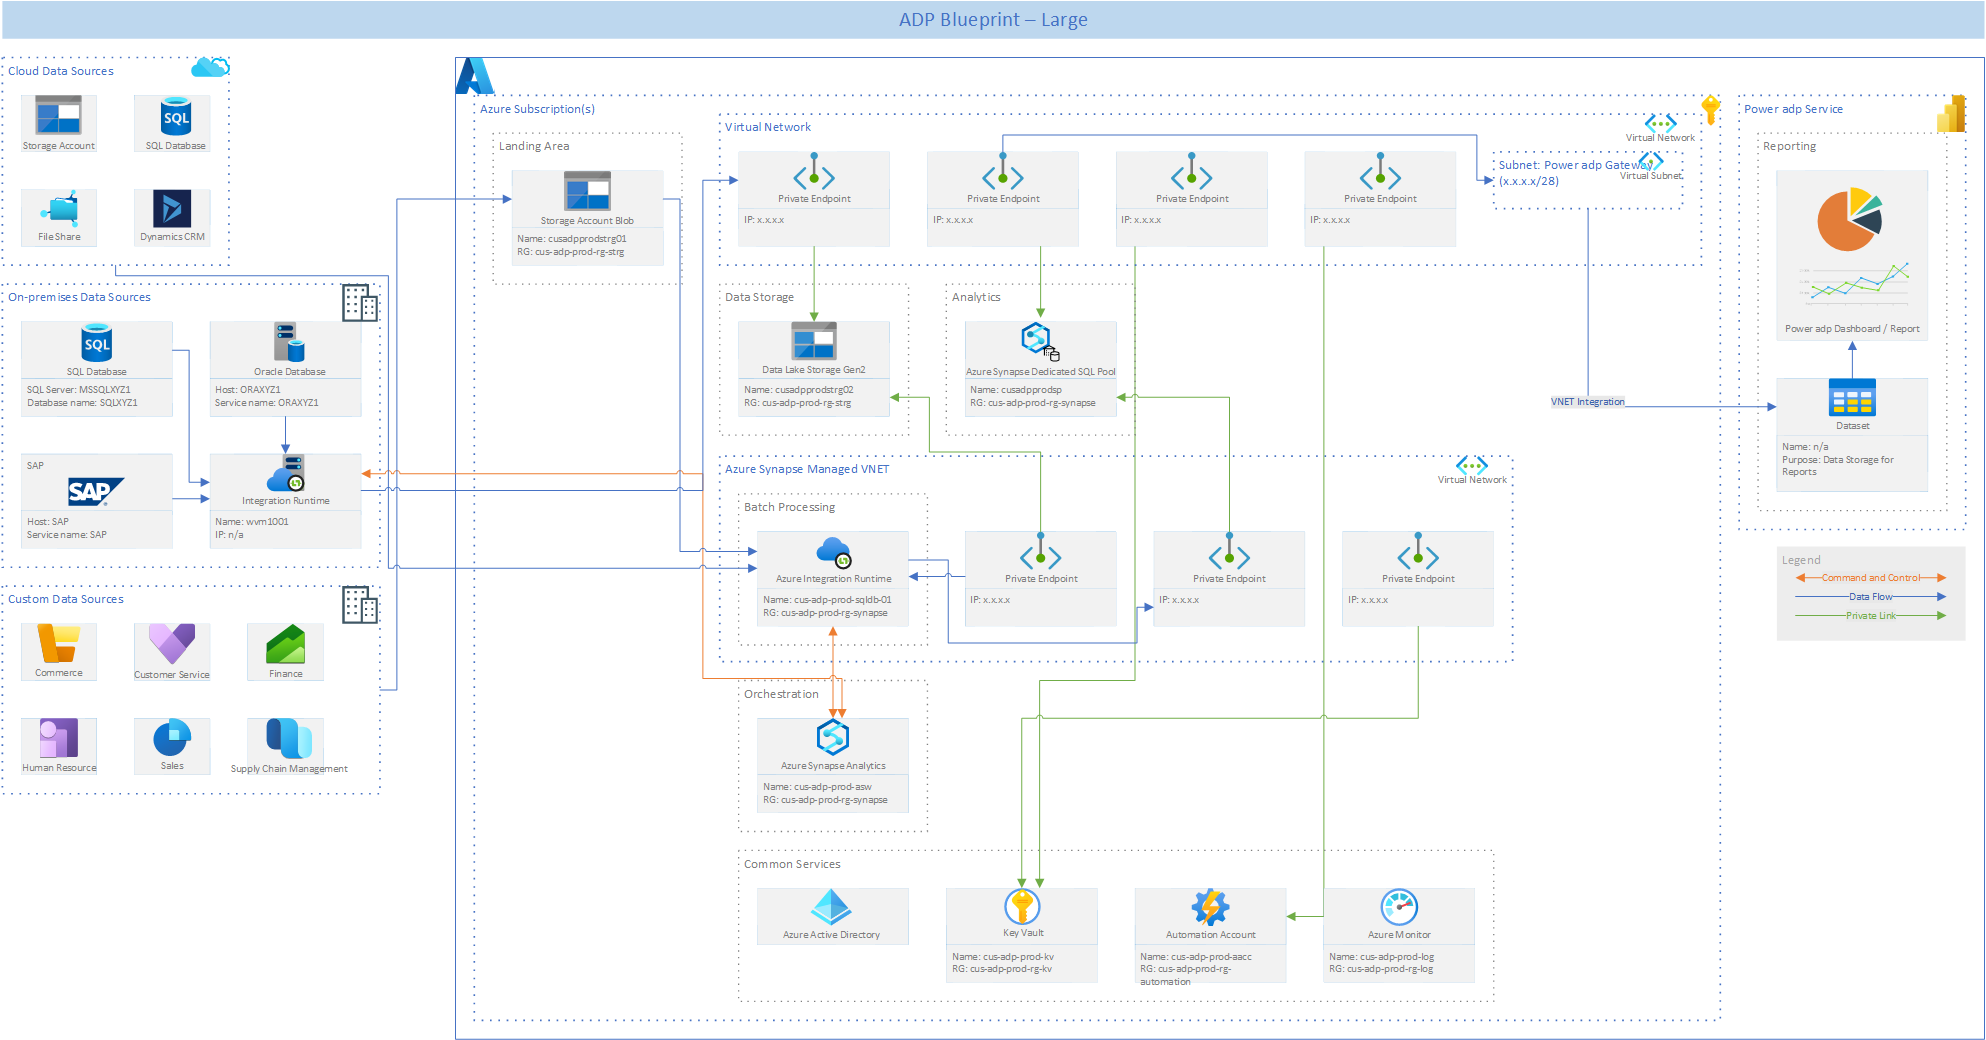 ADP Blueprint – Large
Cloud Data Sources
Storage Account
SQL
SQL Database
File Share
Dynamics CRM
On-premises Data Sources
SQL
SQL Database
SQL Server: MSSQLXYZ1
Database name: SQLXYZ1
Oracle Database
Host: ORAXYZ1
Service name: ORAXYZ1
SAP
SAP
Host: SAP
Service name: SAP
Integration Runtime
Name: wvm1001
IP: n/a
Custom Data Sources
Commerce
Customer Service
Finance
Human Resource
Sales
Supply Chain Management
Azure Subscription(s)
Landing Area
Storage Account Blob
Name: cusadpprodstrg01
RG: cus-adp-prod-rg-strg
Virtual Network
Virtual Network
Private Endpoint
IP: x.x.x.x
Private Endpoint
IP: x.x.x.x
Private Endpoint
IP: x.x.x.x
Private Endpoint
IP: x.x.x.x
Subnet: Power adp Gateway
(x.x.x.x/28)
Virtual Subnet
Data Storage
Data Lake Storage Gen2
Name: cusadpprodstrg02
RG: cus-adp-prod-rg-strg
Analytics
Azure Synapse Dedicated SQL Pool
Name: cusadpprodsp
RG: cus-adp-prod-rg-synapse
VNET Integration
Azure Synapse Managed VNET
Virtual Network
Batch Processing
Azure Integration Runtime
Name: cus-adp-prod-sqldb-01
RG: cus-adp-prod-rg-synapse
Private Endpoint
IP: x.x.x.x
Private Endpoint
IP: x.x.x.x
Private Endpoint
IP: x.x.x.x
Orchestration
Azure Synapse Analytics
Name: cus-adp-prod-asw
RG: cus-adp-prod-rg-synapse
Common Services
Azure Active Directory
Key Vault
Name: cus-adp-prod-kv
RG: cus-adp-prod-rg-kv
Automation Account
Name: cus-adp-prod-aacc
RG: cus-adp-prod-rg-
automation
Azure Monitor
Name: cus-adp-prod-log
RG: cus-adp-prod-rg-log
Power adp Service
Reporting
Power adp Dashboard / Report
Dataset
Name: n/a
Purpose: Data Storage for
Reports
Legend
Command and Control
Data Flow
Private Link